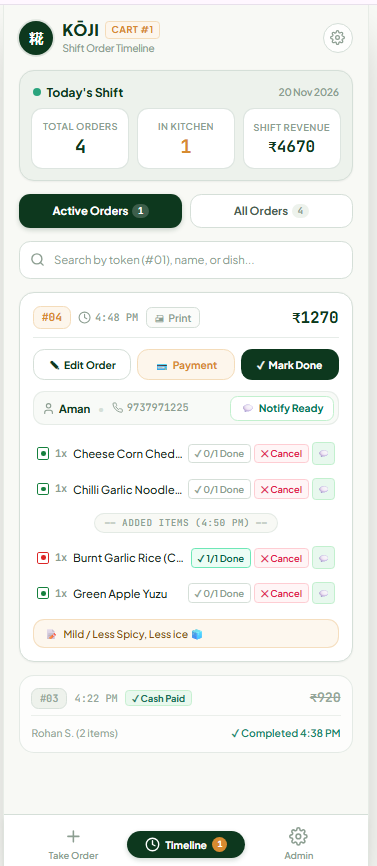 糀 KŌJI CART #1
Shift Order Timeline
Today's Shift 20 Nov 2026
TOTAL ORDERS IN KITCHEN SHIFT REVENUE
4 1 ₹4670
Active Orders 1 All Orders 4
Search by token (#01), name, or dish...
#04 4:48 PM Print ₹1270
Edit Order Payment ✓ Mark Done
Aman • 9737971225 Notify Ready
1x Cheese Corn Ched... ✓ 0/1 Done ✕ Cancel
1x Chilli Garlic Noodle... ✓ 0/1 Done ✕ Cancel
—— ADDED ITEMS (4:50 PM) ——
1x Burnt Garlic Rice (C... ✓ 1/1 Done ✕ Cancel
1x Green Apple Yuzu ✓ 0/1 Done ✕ Cancel
Mild / Less Spicy, Less ice 🧊
#03 4:22 PM ✓ Cash Paid ₹920
Rohan S. (2 items) ✓ Completed 4:38 PM
Take Order Timeline 1 Admin